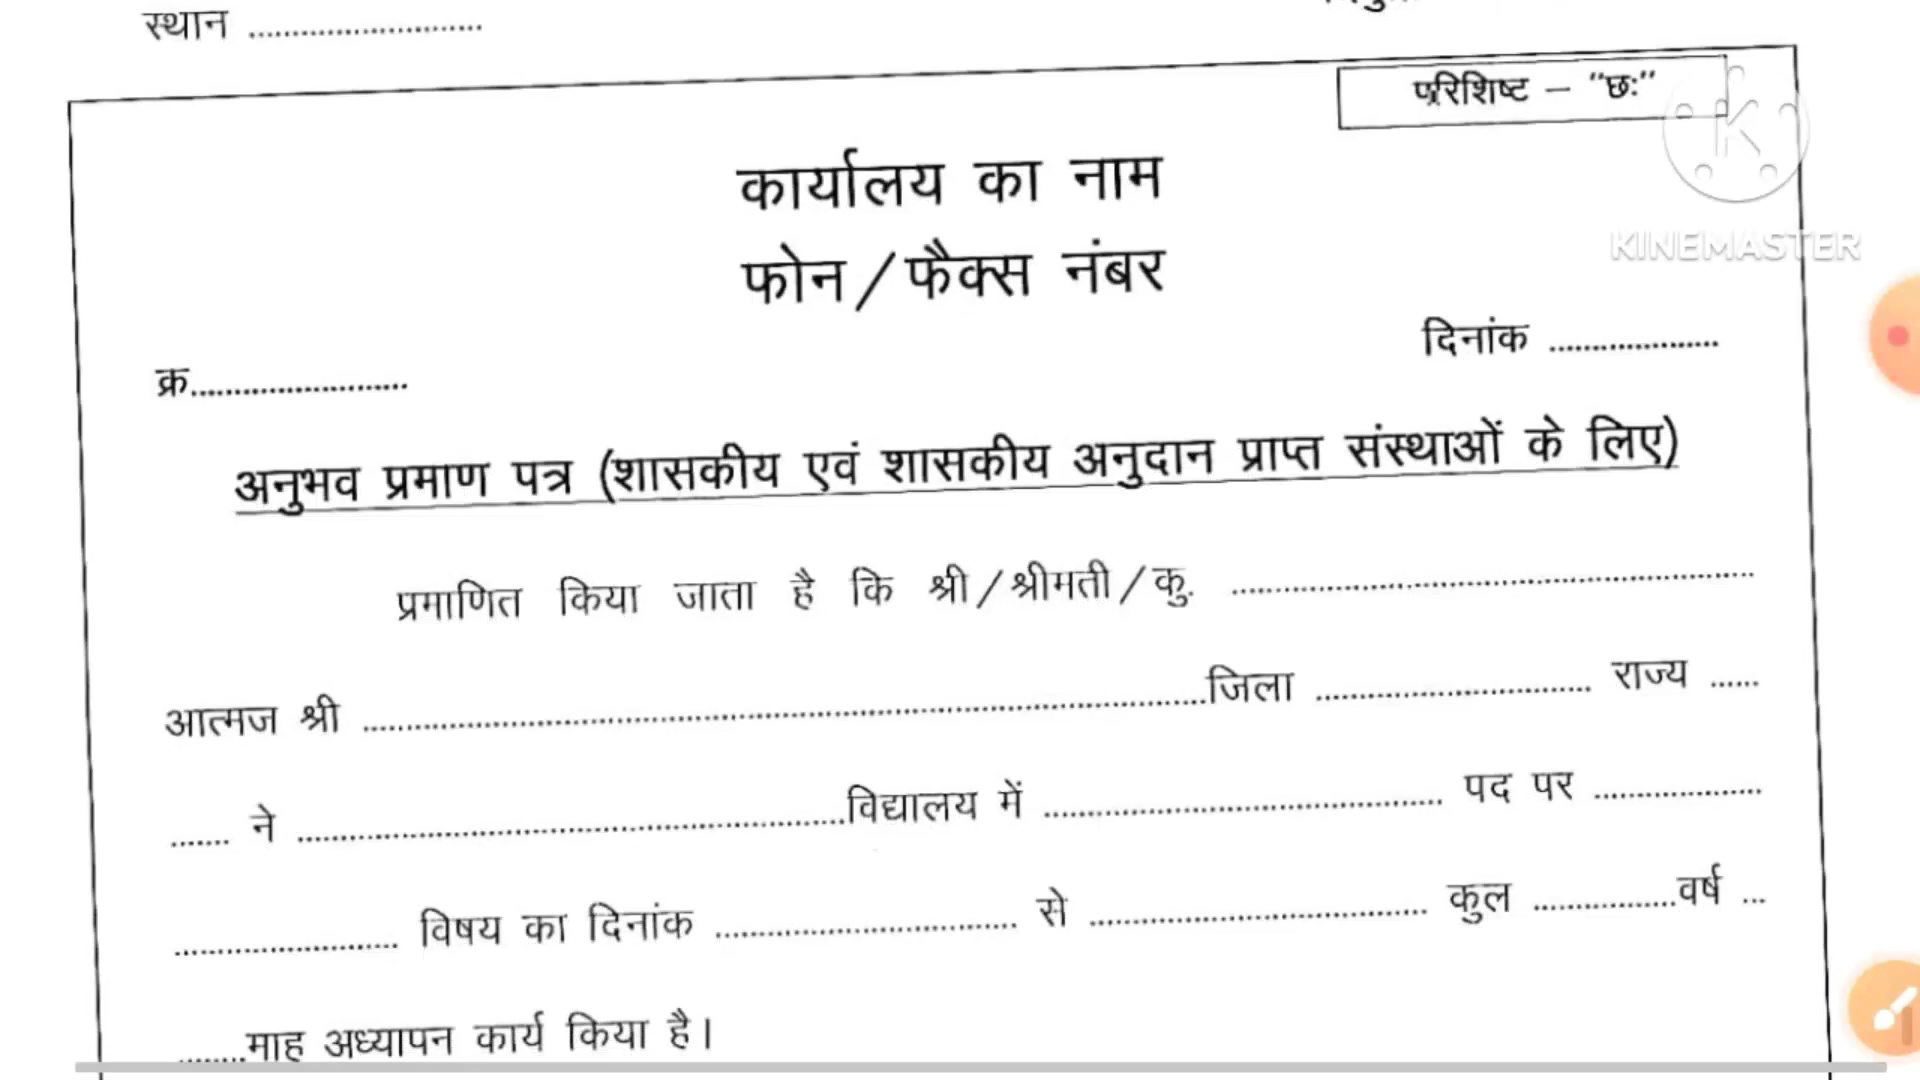 स्थान ...........................
परिशिष्ट – "छः"
कार्यालय का नाम
KINEMASTER
फोन/फैक्स नंबर
दिनांक ....................
क्र.........................
अनुभव प्रमाण पत्र (शासकीय एवं शासकीय अनुदान प्राप्त संस्थाओं के लिए)
प्रमाणित किया जाता है कि श्री/श्रीमती/कु. ..............................................................
आत्मज श्री ....................................................................................................जिला ................................. राज्य ......
....... ने .................................................................विद्यालय में ................................................ पद पर ....................
........................... विषय का दिनांक .................................... से ......................................... कुल .................वर्ष ...
........माह अध्यापन कार्य किया है।